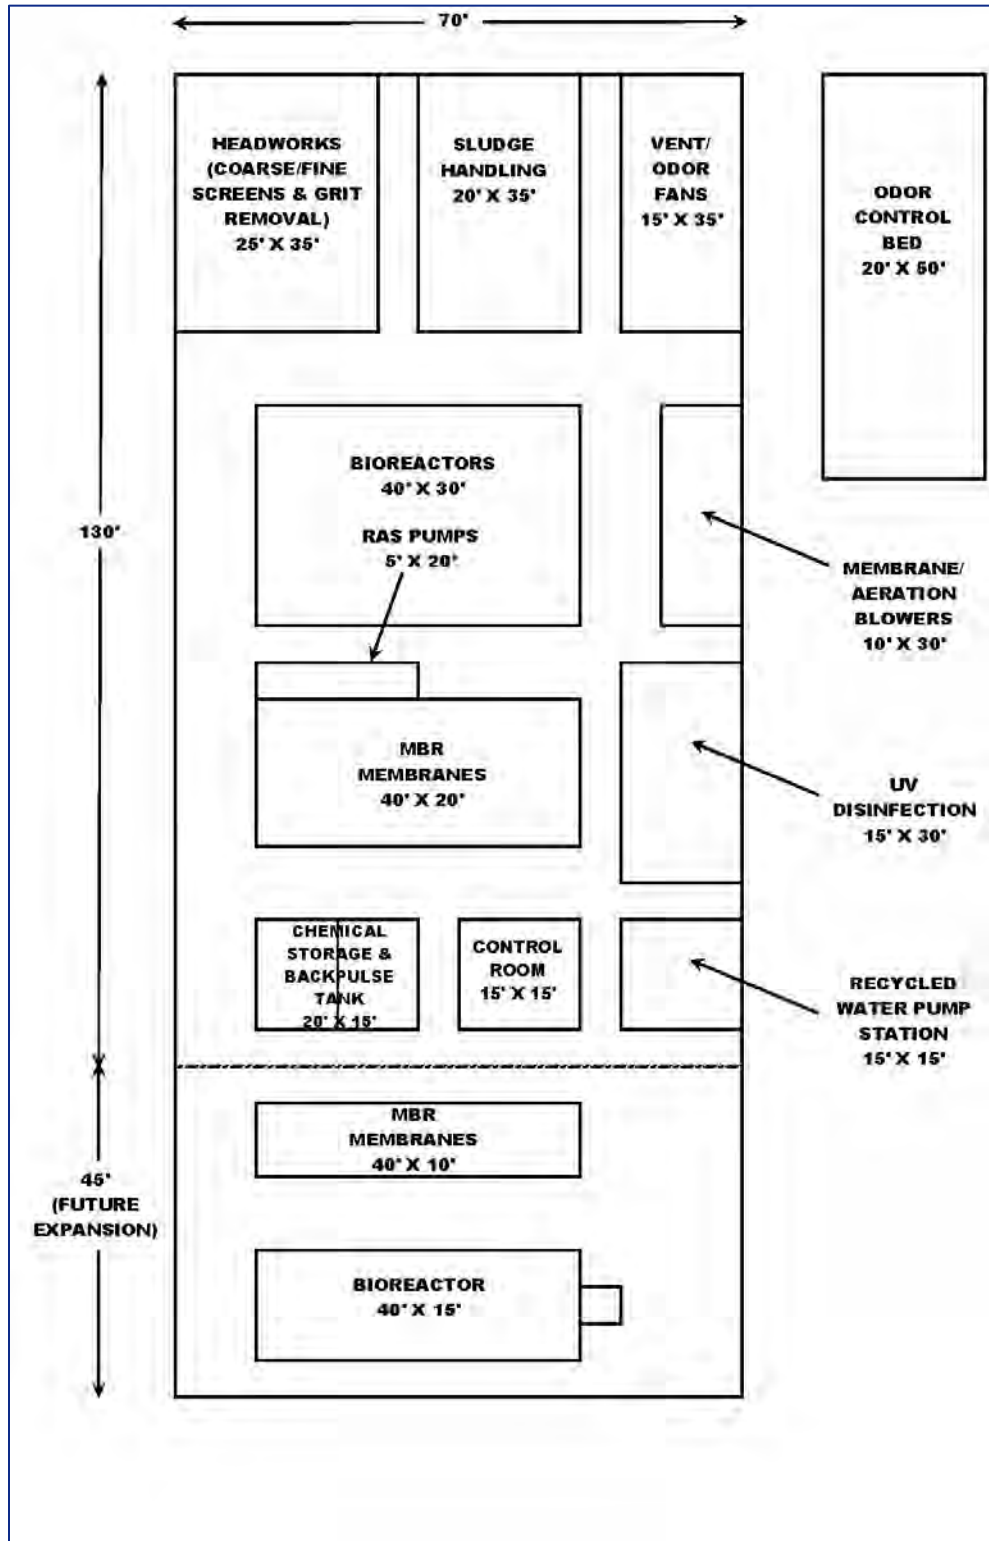 70'
HEADWORKS
(COARSE/FINE
SCREENS & GRIT
REMOVAL)
25' X 35'
SLUDGE
HANDLING
20' X 35'
VENT/
ODOR
FANS
15' X 35'
ODOR
CONTROL
BED
20' X 50'
130'
BIOREACTORS
40' X 30'
RAS PUMPS
5' X 20'
MEMBRANE/
AERATION
BLOWERS
10' X 30'
MBR
MEMBRANES
40' X 20'
UV
DISINFECTION
15' X 30'
CHEMICAL
STORAGE &
BACKPULSE
TANK
20' X 15'
CONTROL
ROOM
15' X 15'
RECYCLED
WATER PUMP
STATION
15' X 15'
45'
(FUTURE
EXPANSION)
MBR
MEMBRANES
40' X 10'
BIOREACTOR
40' X 15'